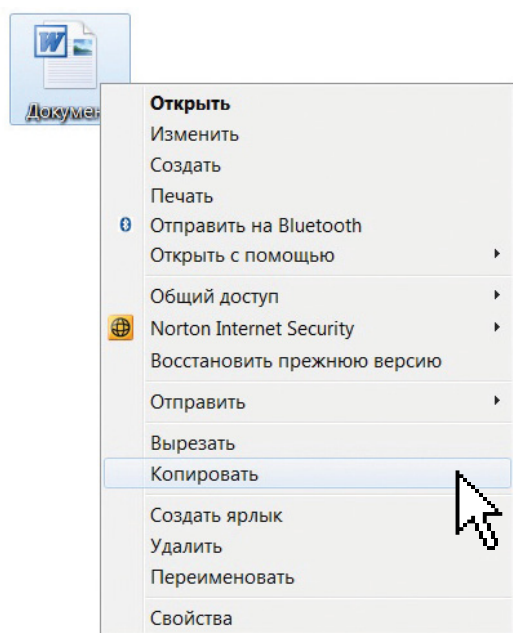 Открыть
Изменить
Создать
Печать
Отправить на Bluetooth
Открыть с помощью
Общий доступ
Norton Internet Security
Восстановить прежнюю версию
Отправить
Вырезать
Копировать
Создать ярлык
Удалить
Переименовать
Свойства